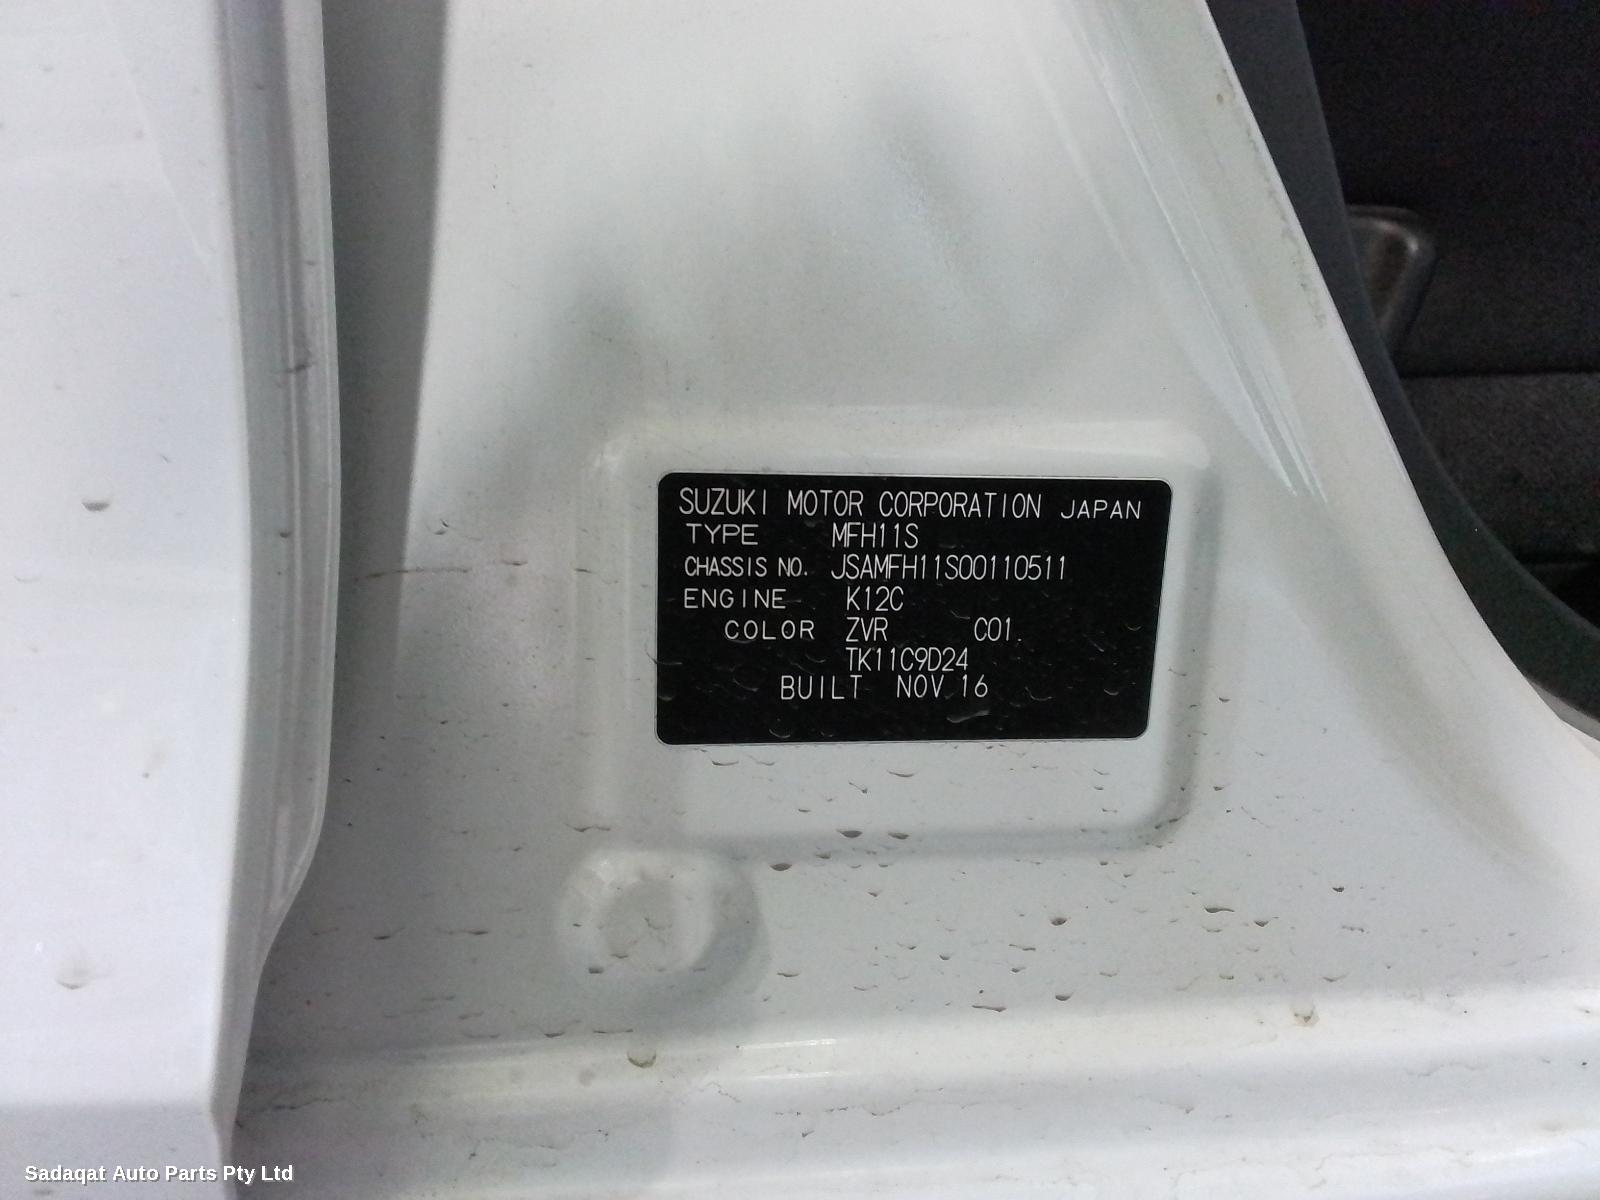 SUZUKI MOTOR CORPORATION JAPAN
TYPE MFH11S
CHASSIS NO. JSAMFH11S00110511
ENGINE K12C
COLOR ZVR C01.
TK11C9D24
BUILT NOV 16
Sadaqat Auto Parts Pty Ltd